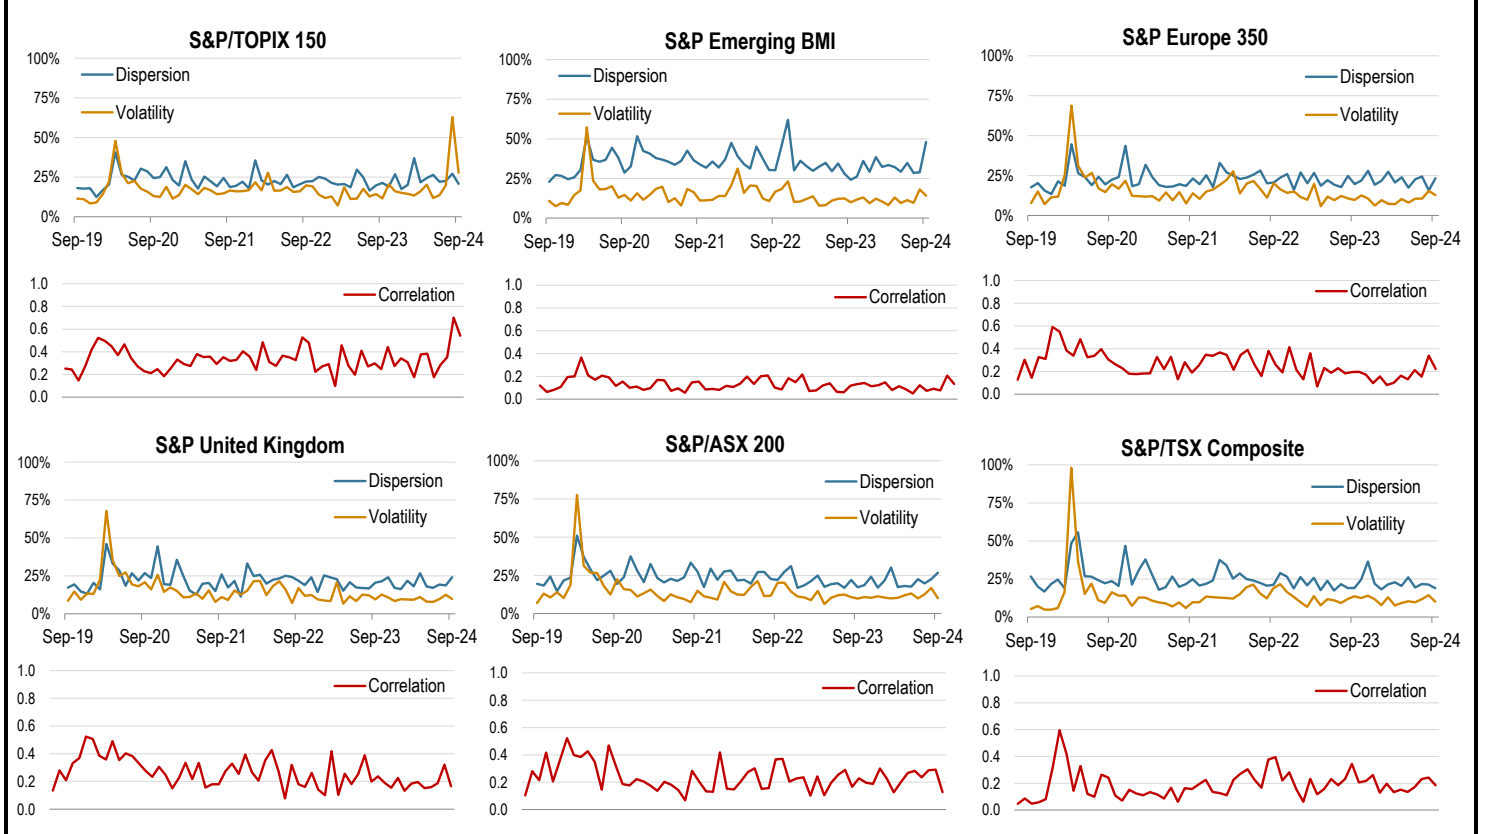 S&P/TOPIX 150
100%
75%
50%
25%
0%
Dispersion
Volatility
Sep-19 Sep-20 Sep-21 Sep-22 Sep-23 Sep-24
1.0
0.8
0.6
0.4
0.2
0.0
Correlation
S&P Emerging BMI
100%
75%
50%
25%
0%
Dispersion
Volatility
Sep-19 Sep-20 Sep-21 Sep-22 Sep-23 Sep-24
1.0
0.8
0.6
0.4
0.2
0.0
Correlation
S&P Europe 350
100%
75%
50%
25%
0%
Dispersion
Volatility
Sep-19 Sep-20 Sep-21 Sep-22 Sep-23 Sep-24
1.0
0.8
0.6
0.4
0.2
0.0
Correlation
S&P United Kingdom
100%
75%
50%
25%
0%
Dispersion
Volatility
Sep-19 Sep-20 Sep-21 Sep-22 Sep-23 Sep-24
1.0
0.8
0.6
0.4
0.2
0.0
Correlation
S&P/ASX 200
100%
75%
50%
25%
0%
Dispersion
Volatility
Sep-19 Sep-20 Sep-21 Sep-22 Sep-23 Sep-24
1.0
0.8
0.6
0.4
0.2
0.0
Correlation
S&P/TSX Composite
100%
75%
50%
25%
0%
Dispersion
Volatility
Sep-19 Sep-20 Sep-21 Sep-22 Sep-23 Sep-24
1.0
0.8
0.6
0.4
0.2
0.0
Correlation